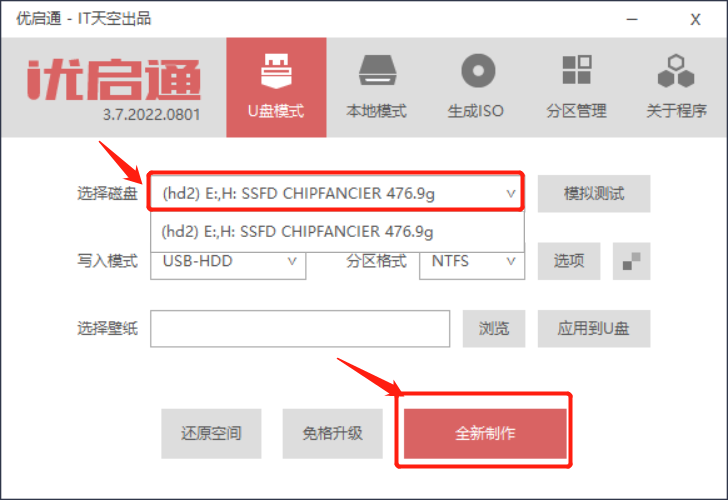 优启通 - IT天空出品
优启通
3.7.2022.0801
U盘模式
本地模式
生成ISO
分区管理
关于程序
选择磁盘
(hd2) E:,H: SSFD CHIPFANCIER 476.9g
模拟测试
(hd2) E:,H: SSFD CHIPFANCIER 476.9g
写入模式
USB-HDD
分区格式
NTFS
选项
选择壁纸
浏览
应用到U盘
还原空间
免格升级
全新制作